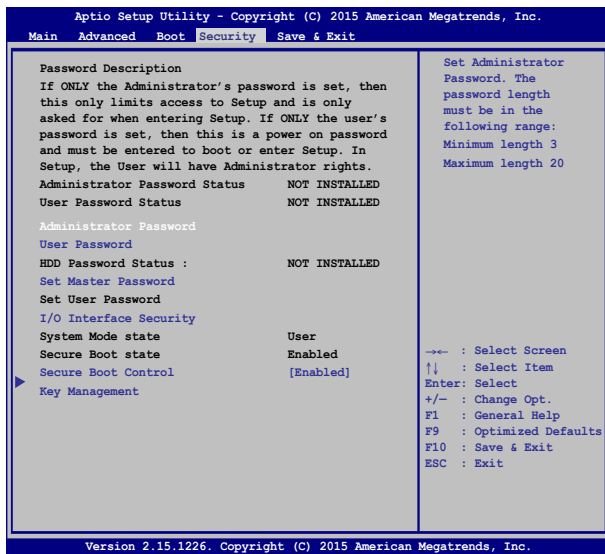 Aptio Setup Utility - Copyright (C) 2015 American Megatrends, Inc.
Main Advanced Boot Security Save & Exit
Password Description
If ONLY the Administrator's password is set, then
this only limits access to Setup and is only
asked for when entering Setup. If ONLY the user's
password is set, then this is a power on password
and must be entered to boot or enter Setup. In
Setup, the User will have Administrator rights.
Administrator Password Status NOT INSTALLED
User Password Status NOT INSTALLED
Administrator Password
User Password
HDD Password Status : NOT INSTALLED
Set Master Password
Set User Password
I/O Interface Security
System Mode state User
Secure Boot state Enabled
Secure Boot Control [Enabled]
Key Management
Set Administrator
Password. The
password length
must be in the
following range:
Minimum length 3
Maximum length 20
→← : Select Screen
↑↓ : Select Item
Enter: Select
+/— : Change Opt.
F1 : General Help
F9 : Optimized Defaults
F10 : Save & Exit
ESC : Exit
Version 2.15.1226. Copyright (C) 2015 American Megatrends, Inc.